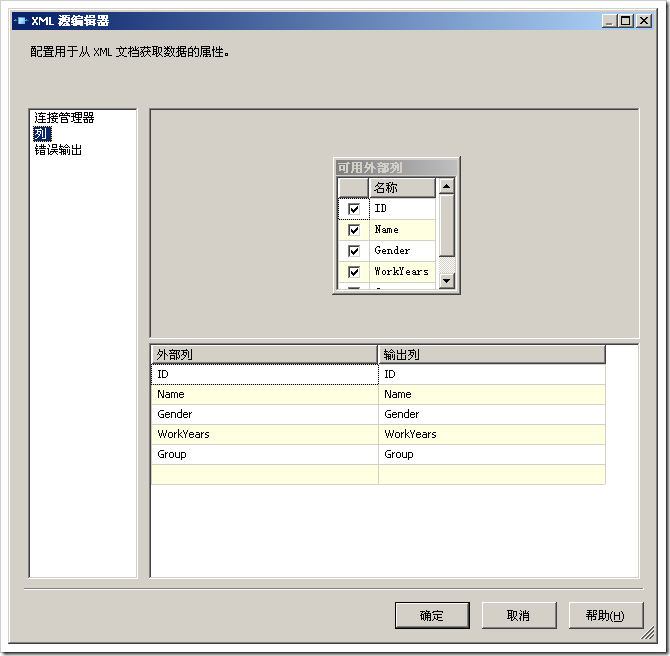 XML 源编辑器
配置用于从 XML 文档获取数据的属性。
连接管理器
列
错误输出
可用外部列
名称
ID
Name
Gender
WorkYears
外部列 输出列
ID ID
Name Name
Gender Gender
WorkYears WorkYears
Group Group
确定 取消 帮助(H)